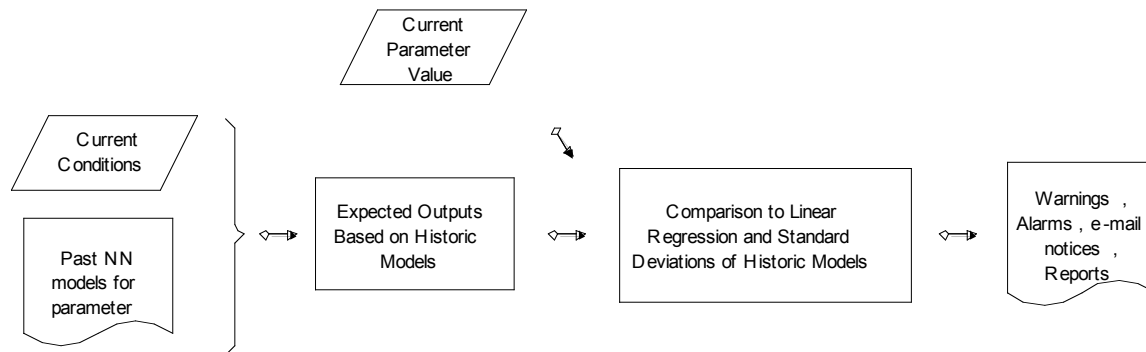 Current
Parameter
Value
Current
Conditions
Past NN
models for
parameter
Expected Outputs
Based on Historic
Models
Comparison to Linear
Regression and Standard
Deviations of Historic Models
Warnings ,
Alarms , e-mail
notices ,
Reports